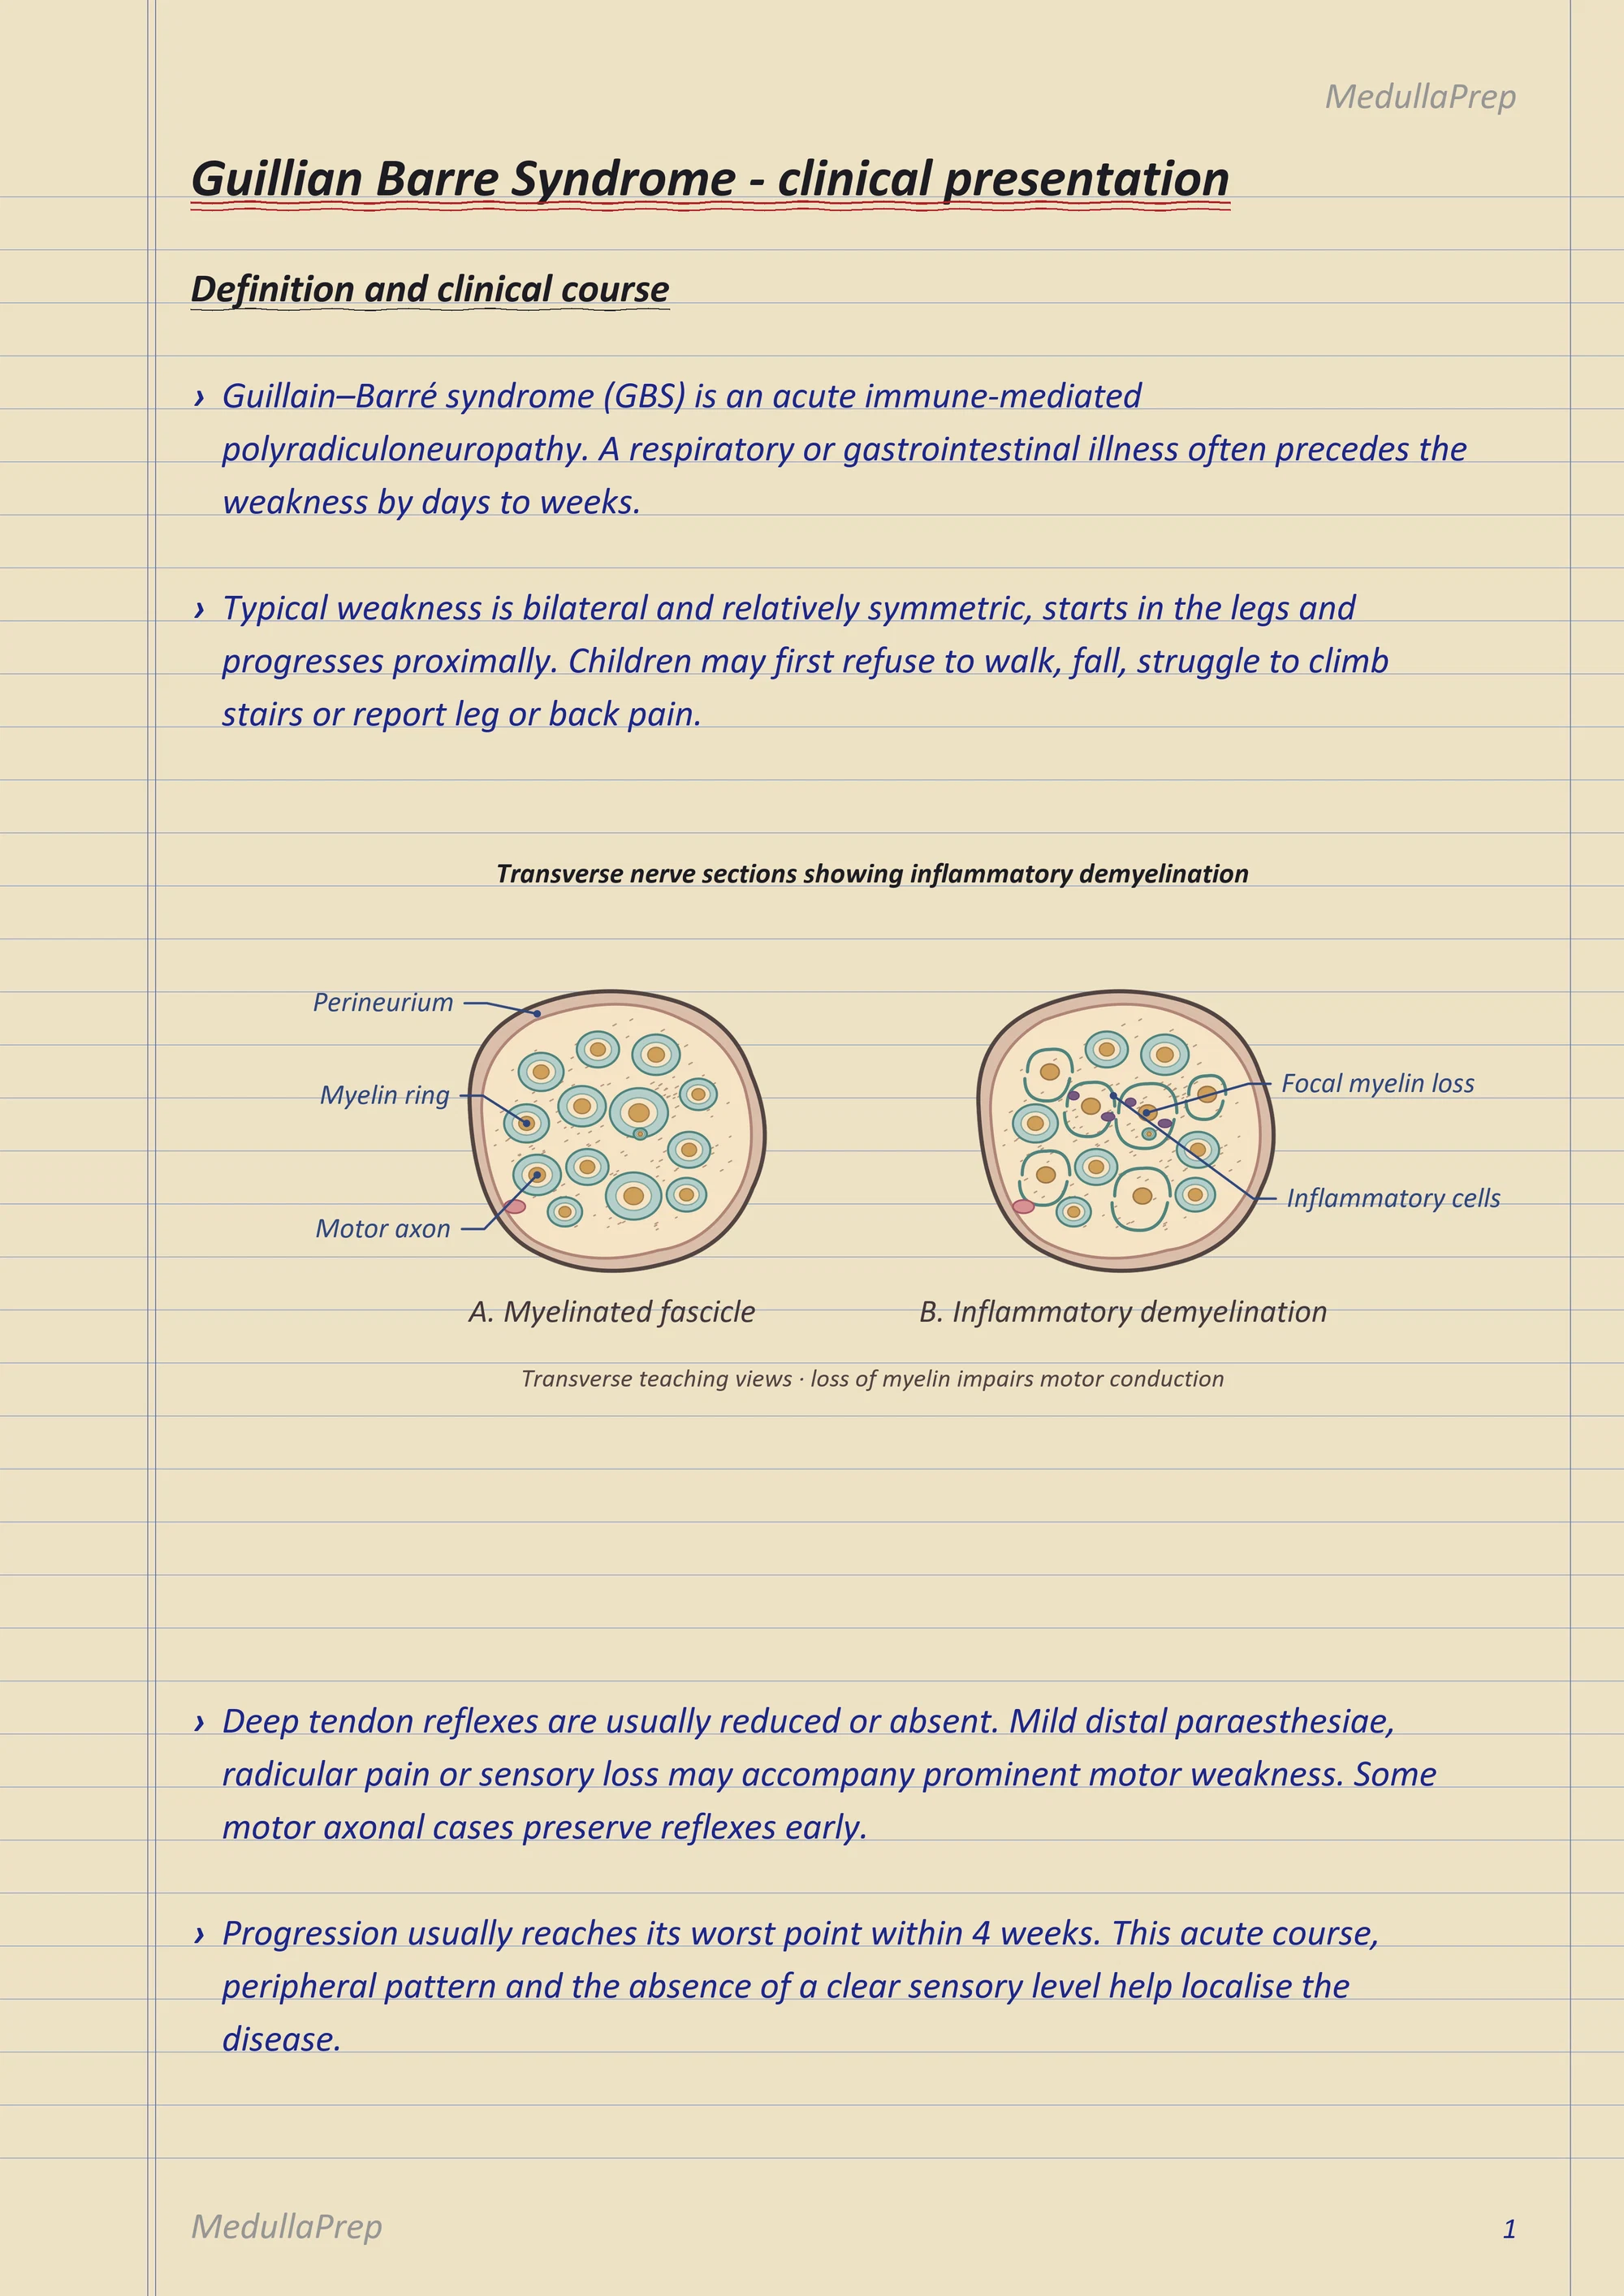 MedullaPrep
Guillian Barre Syndrome - clinical presentation
Definition and clinical course
› Guillain–Barré syndrome (GBS) is an acute immune-mediated
polyradiculoneuropathy. A respiratory or gastrointestinal illness often precedes the
weakness by days to weeks.
› Typical weakness is bilateral and relatively symmetric, starts in the legs and
progresses proximally. Children may first refuse to walk, fall, struggle to climb
stairs or report leg or back pain.
Transverse nerve sections showing inflammatory demyelination
Perineurium
Myelin ring
Motor axon
Focal myelin loss
Inflammatory cells
A. Myelinated fascicle
B. Inflammatory demyelination
Transverse teaching views · loss of myelin impairs motor conduction
› Deep tendon reflexes are usually reduced or absent. Mild distal paraesthesiae,
radicular pain or sensory loss may accompany prominent motor weakness. Some
motor axonal cases preserve reflexes early.
› Progression usually reaches its worst point within 4 weeks. This acute course,
peripheral pattern and the absence of a clear sensory level help localise the
disease.
MedullaPrep
1